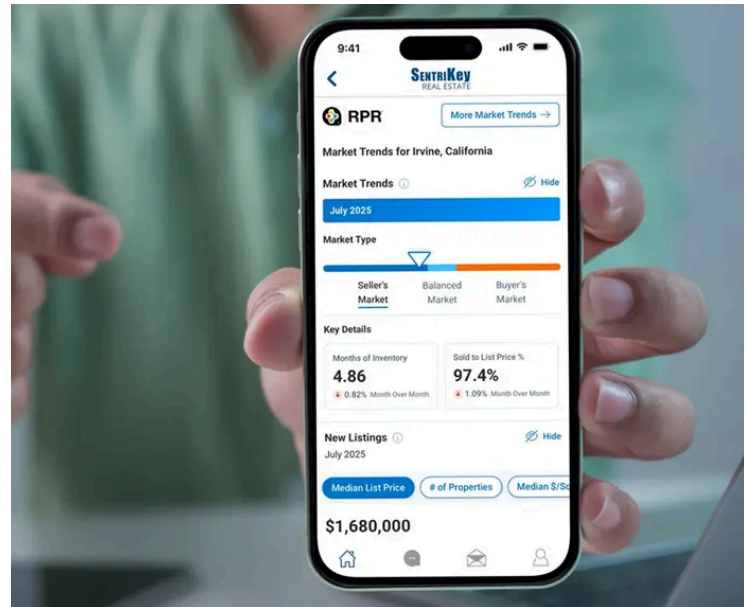 9:41
SENTRIKEY
REAL ESTATE
RPR
More Market Trends →
Market Trends for Irvine, California
Market Trends
Hide
July 2025
Market Type
Seller's Market
Balanced Market
Buyer's Market
Key Details
Months of Inventory
4.86
0.82% Month Over Month
Sold to List Price %
97.4%
1.09% Month Over Month
New Listings
Hide
July 2025
Median List Price
# of Properties
Median $/Sq
$1,680,000